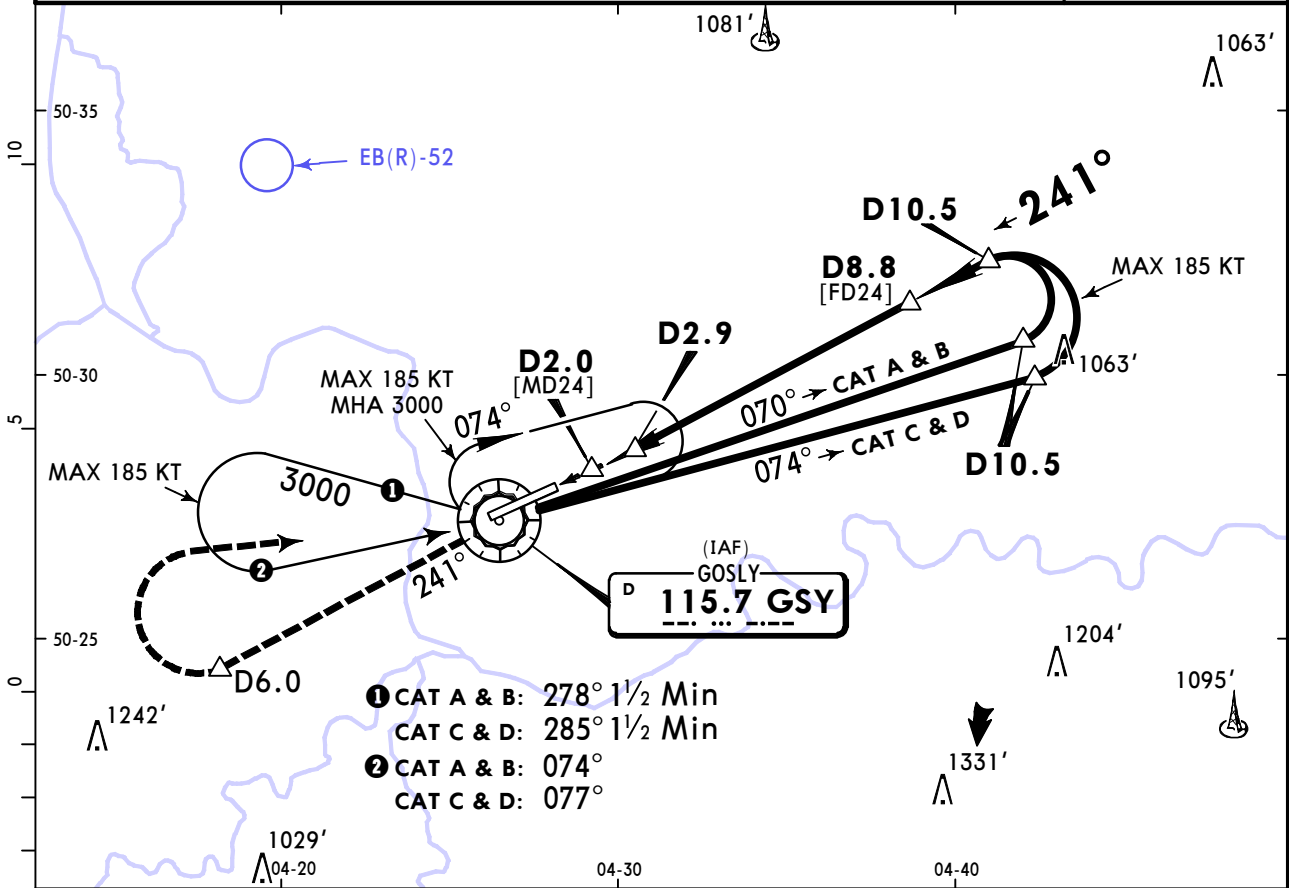 1081'
1063'
50-35
10
EB(R)-52
241°
D10.5
MAX 185 KT
D8.8
[FD24]
D2.9
D2.0
[MD24]
50-30
MAX 185 KT
MHA 3000
074°
070° CAT A & B
1063'
5
074° CAT C & D
D10.5
MAX 185 KT
3000
1
2
241°
(IAF)
GOSLY
D 115.7 GSY
50-25
1204'
0
D6.0
1095'
1242'
1 CAT A & B: 278° 1½ Min
CAT C & D: 285° 1½ Min
2 CAT A & B: 074°
CAT C & D: 077°
1331'
1029'
04-20
04-30
04-40